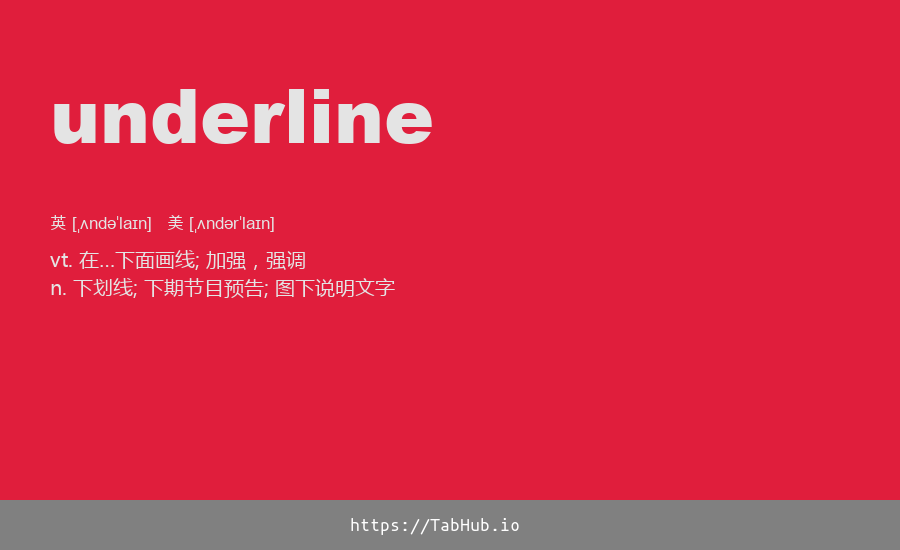 underline
英 [ˌʌndəˈlaɪn]   美 [ˌʌndərˈlaɪn]
vt. 在...下面画线; 加强，强调
n. 下划线; 下期节目预告; 图下说明文字
https://TabHub.io